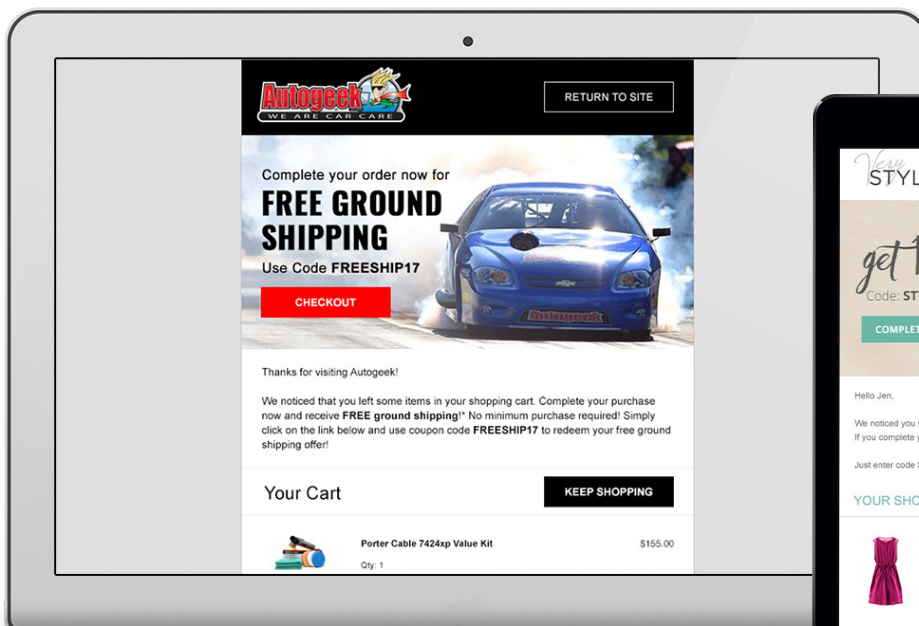 Autogeek
WE ARE CAR CARE
RETURN TO SITE
Complete your order now for
FREE GROUND
SHIPPING
Use Code FREESHIP17
CHECKOUT
Autogeek
Thanks for visiting Autogeek!
We noticed that you left some items in your shopping cart. Complete your purchase
now and receive FREE ground shipping!* No minimum purchase required! Simply
click on the link below and use coupon code FREESHIP17 to redeem your free ground
shipping offer!
Your Cart
KEEP SHOPPING
Porter Cable 7424xp Value Kit
$155.00
Qty: 1
Very
get
Code:
Hello Jen,
We noticed you
If you complete
Just enter code
YOUR